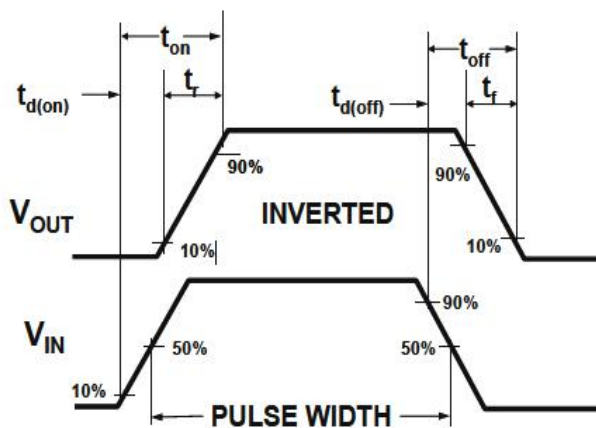 ton
toff
td(on)
tr
td(off)
tf
90%
90%
VOUT
INVERTED
10%
10%
90%
VIN
50%
50%
10%
PULSE WIDTH